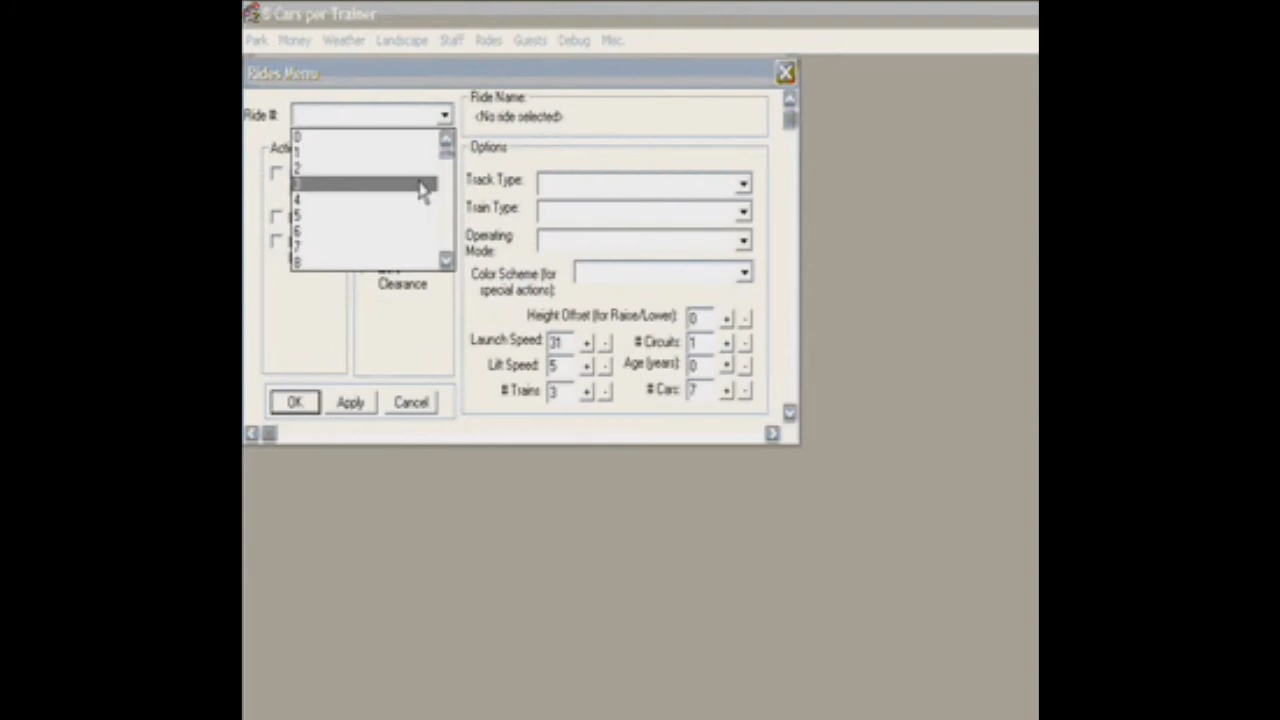 8 Cars per Trainer
Park Money Weather Landscape Staff Rides Guests Debug Misc.
Rides Menu
Ride #:
0
1
2
3
4
5
6
7
8
Clearance
OK Apply Cancel
Ride Name:
<No ride selected>
Options
Track Type:
Train Type:
Operating
Mode:
Color Scheme (for
special actions):
Height Offset (for Raise/Lower): 0 + -
Launch Speed: 31 + - # Circuits: 1 + -
Lift Speed: 5 + - Age (years): 0 + -
# Trains 3 + - # Cars: 7 + -